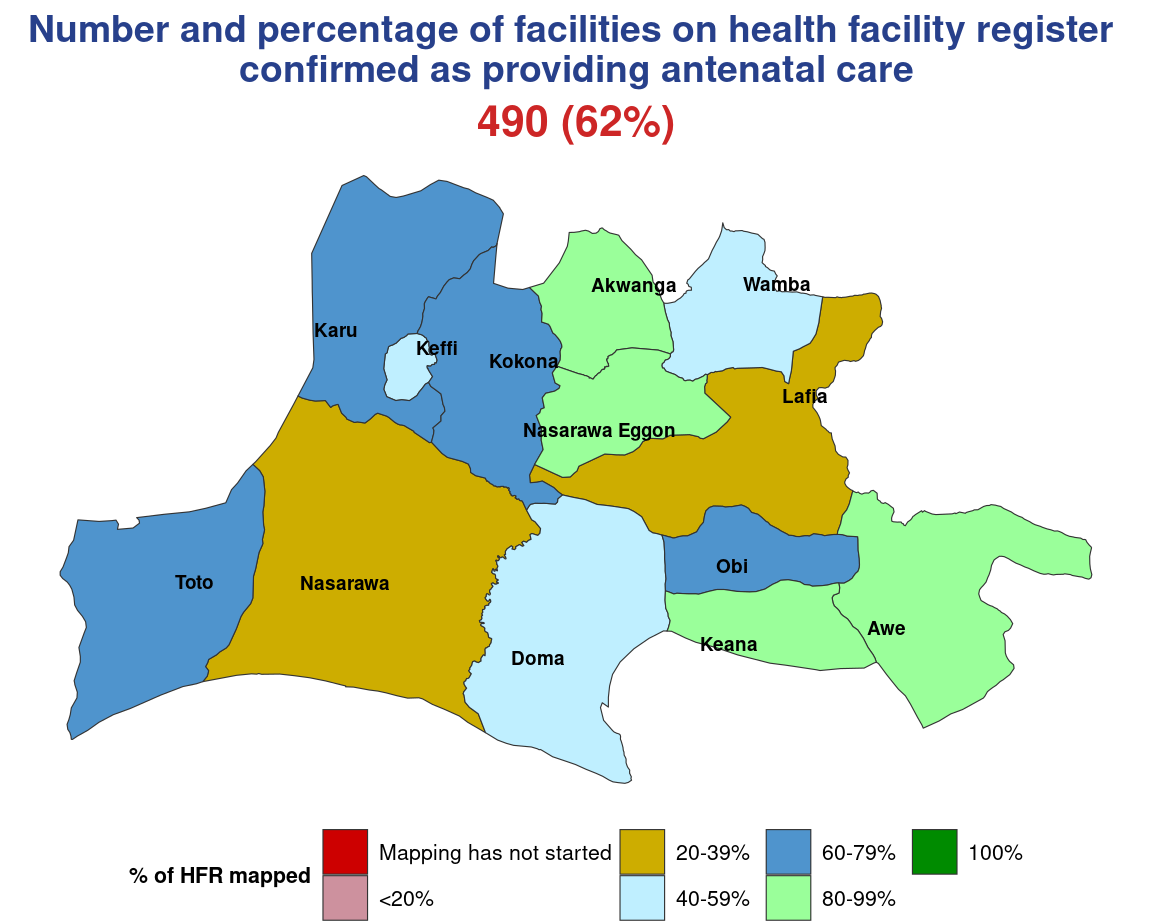 Number and percentage of facilities on health facility register
confirmed as providing antenatal care
490 (62%)
Akwanga
Wamba
Karu
Keffi
Kokona
Lafia
Nasarawa Eggon
Obi
Toto
Nasarawa
Awe
Keana
Doma
% of HFR mapped
Mapping has not started
<20%
20-39%
40-59%
60-79%
80-99%
100%